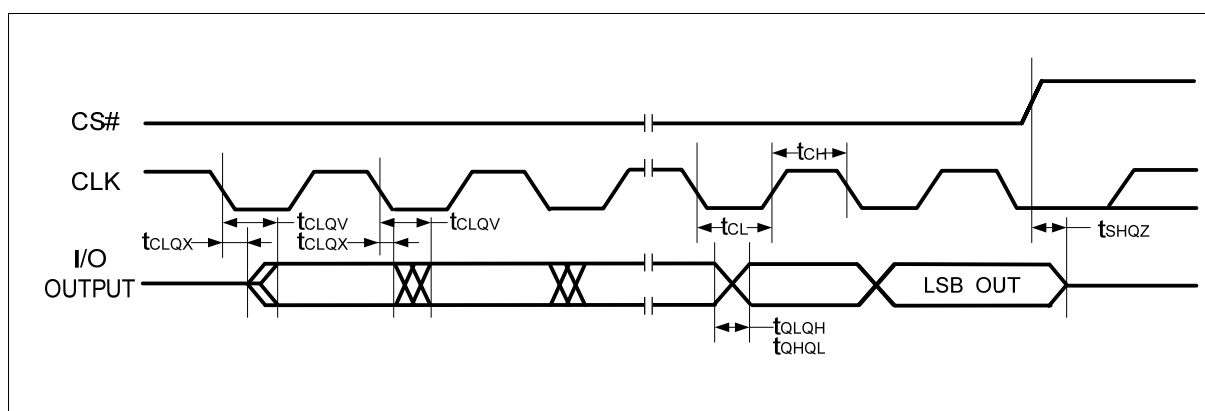 CS#
CLK
tCH
tCLQV
tCLQV
tCL
tCLQX
tCLQX
tSHQZ
I/O
OUTPUT
LSB OUT
tQLQH
tQHQL